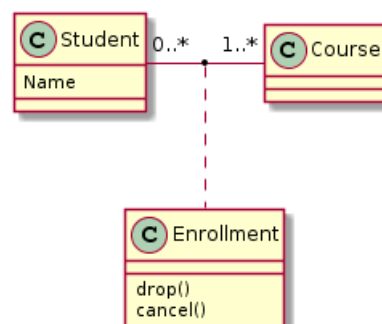 C Student 0..* 1..* C Course
Name
C Enrollment
drop()
cancel()